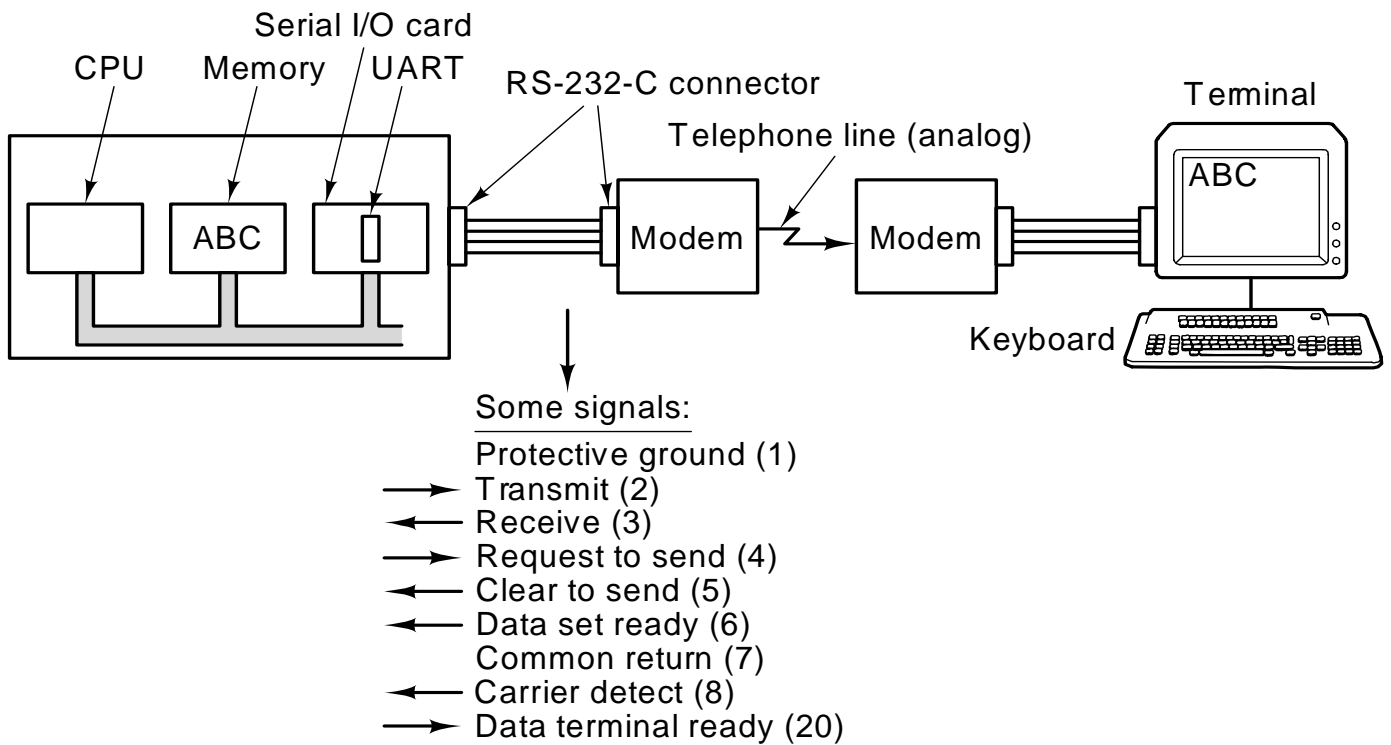 Serial I/O card
CPU Memory UART
RS-232-C connector
Terminal
Telephone line (analog)
ABC
ABC
Modem
Modem
Keyboard
Some signals:
Protective ground (1)
Transmit (2)
Receive (3)
Request to send (4)
Clear to send (5)
Data set ready (6)
Common return (7)
Carrier detect (8)
Data terminal ready (20)